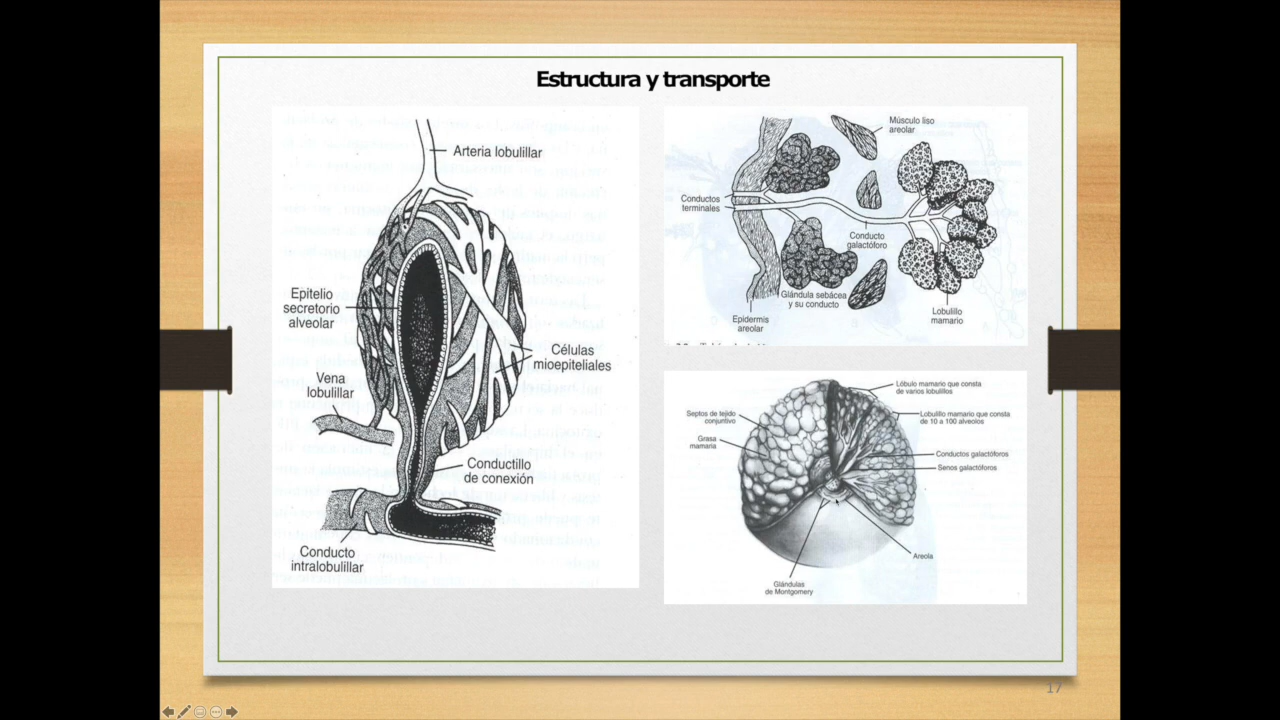 Estructura y transporte
Arteria lobulillar
Epitelio
secretorio
alveolar
Células
mioepiteliales
Vena
lobulillar
Conductillo
de conexión
Conducto
intralobulillar
Músculo liso
areolar
Conductos
terminales
Conducto
galactóforo
Glándula sebácea
y su conducto
Epidermis
areolar
Lobulillo
mamario
Lóbulo mamario que consta
de varios lobulillos
Septos de tejido
conjuntivo
Lobulillo mamario que consta
de 10 a 100 alveolos
Grasa
mamaria
Conductos galactóforos
Senos galactóforos
Areola
Glándulas
de Montgomery
17